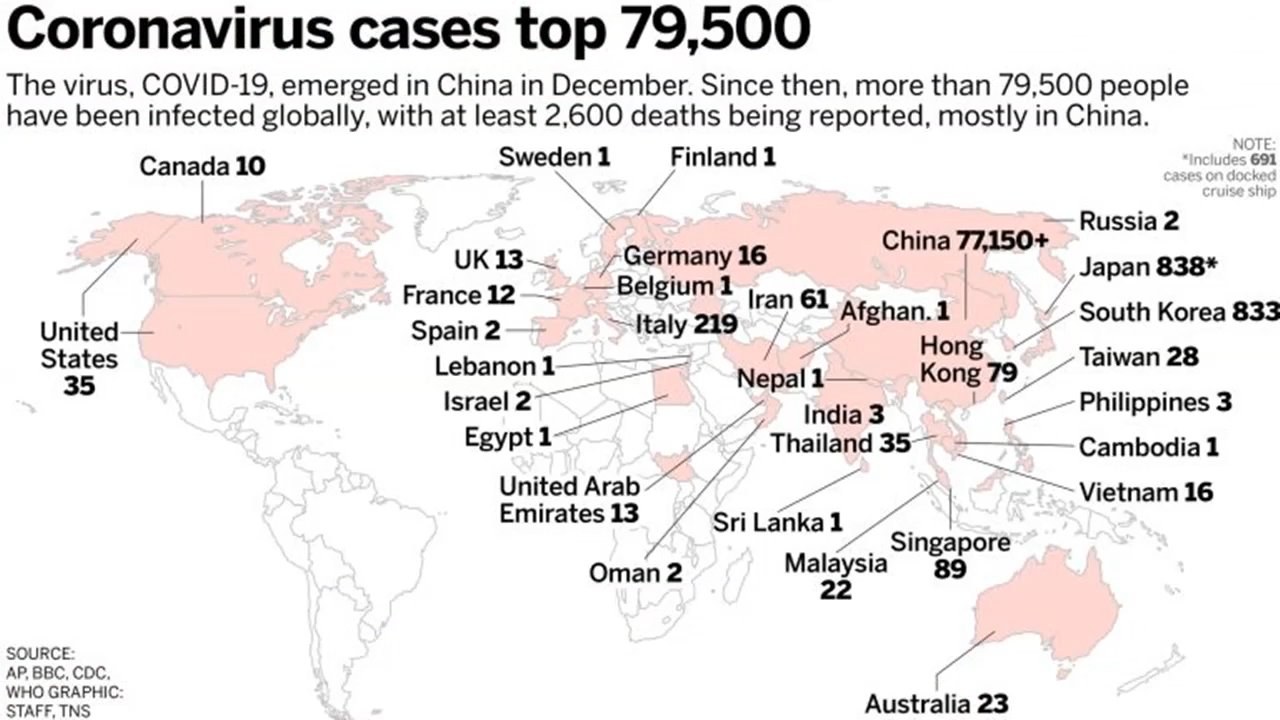 Coronavirus cases top 79,500
The virus, COVID-19, emerged in China in December. Since then, more than 79,500 people
have been infected globally, with at least 2,600 deaths being reported, mostly in China.
NOTE:
*Includes 691
cases on docked
cruise ship
Canada 10
Sweden 1
Finland 1
Russia 2
China 77,150+
UK 13
Germany 16
Japan 838*
Belgium 1
France 12
Iran 61
Afghan. 1
South Korea 833
Spain 2
Italy 219
United
States
35
Hong
Kong 79
Taiwan 28
Lebanon 1
Nepal 1
Israel 2
Philippines 3
India 3
Egypt 1
Thailand 35
Cambodia 1
United Arab
Emirates 13
Vietnam 16
Sri Lanka 1
Singapore
89
Oman 2
Malaysia
22
Australia 23
SOURCE:
AP, BBC, CDC,
WHO GRAPHIC:
STAFF, TNS